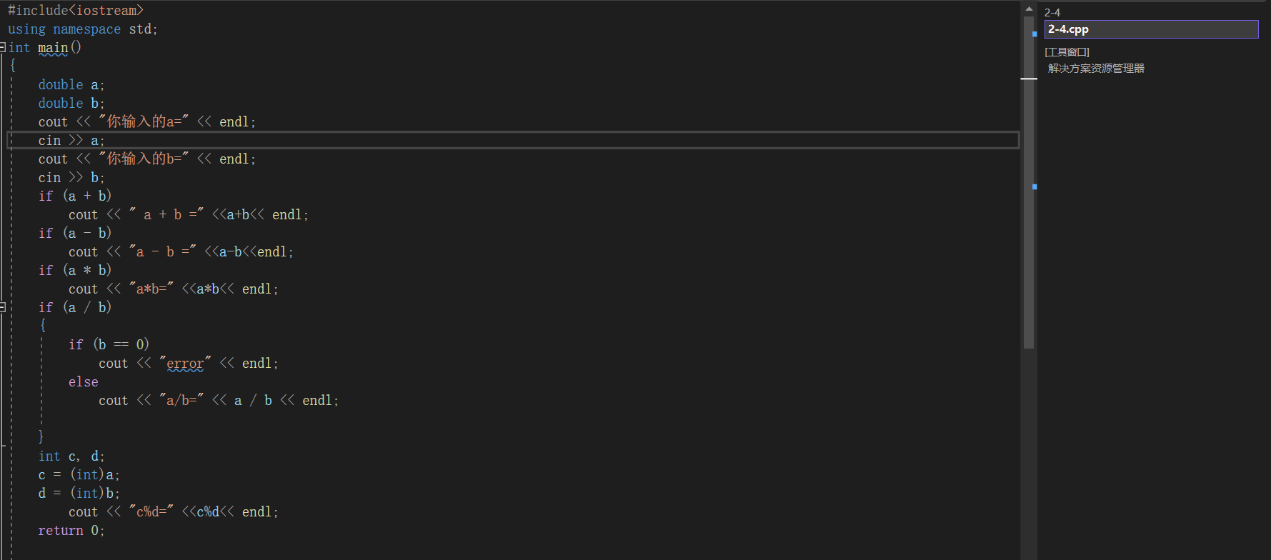 #include<iostream>
using namespace std;
int main()
{
double a;
double b;
cout << "你输入的a=" << endl;
cin >> a;
cout << "你输入的b=" << endl;
cin >> b;
if (a + b)
cout << " a + b =" <<a+b<< endl;
if (a - b)
cout << "a - b =" <<a-b<<endl;
if (a * b)
cout << "a*b=" <<a*b<< endl;
if (a / b)
{
if (b == 0)
cout << "error" << endl;
else
cout << "a/b=" << a / b << endl;
}
int c, d;
c = (int)a;
d = (int)b;
cout << "c%d=" <<c%d<< endl;
return 0;
2-4
2-4.cpp
[工具窗口]
解决方案资源管理器